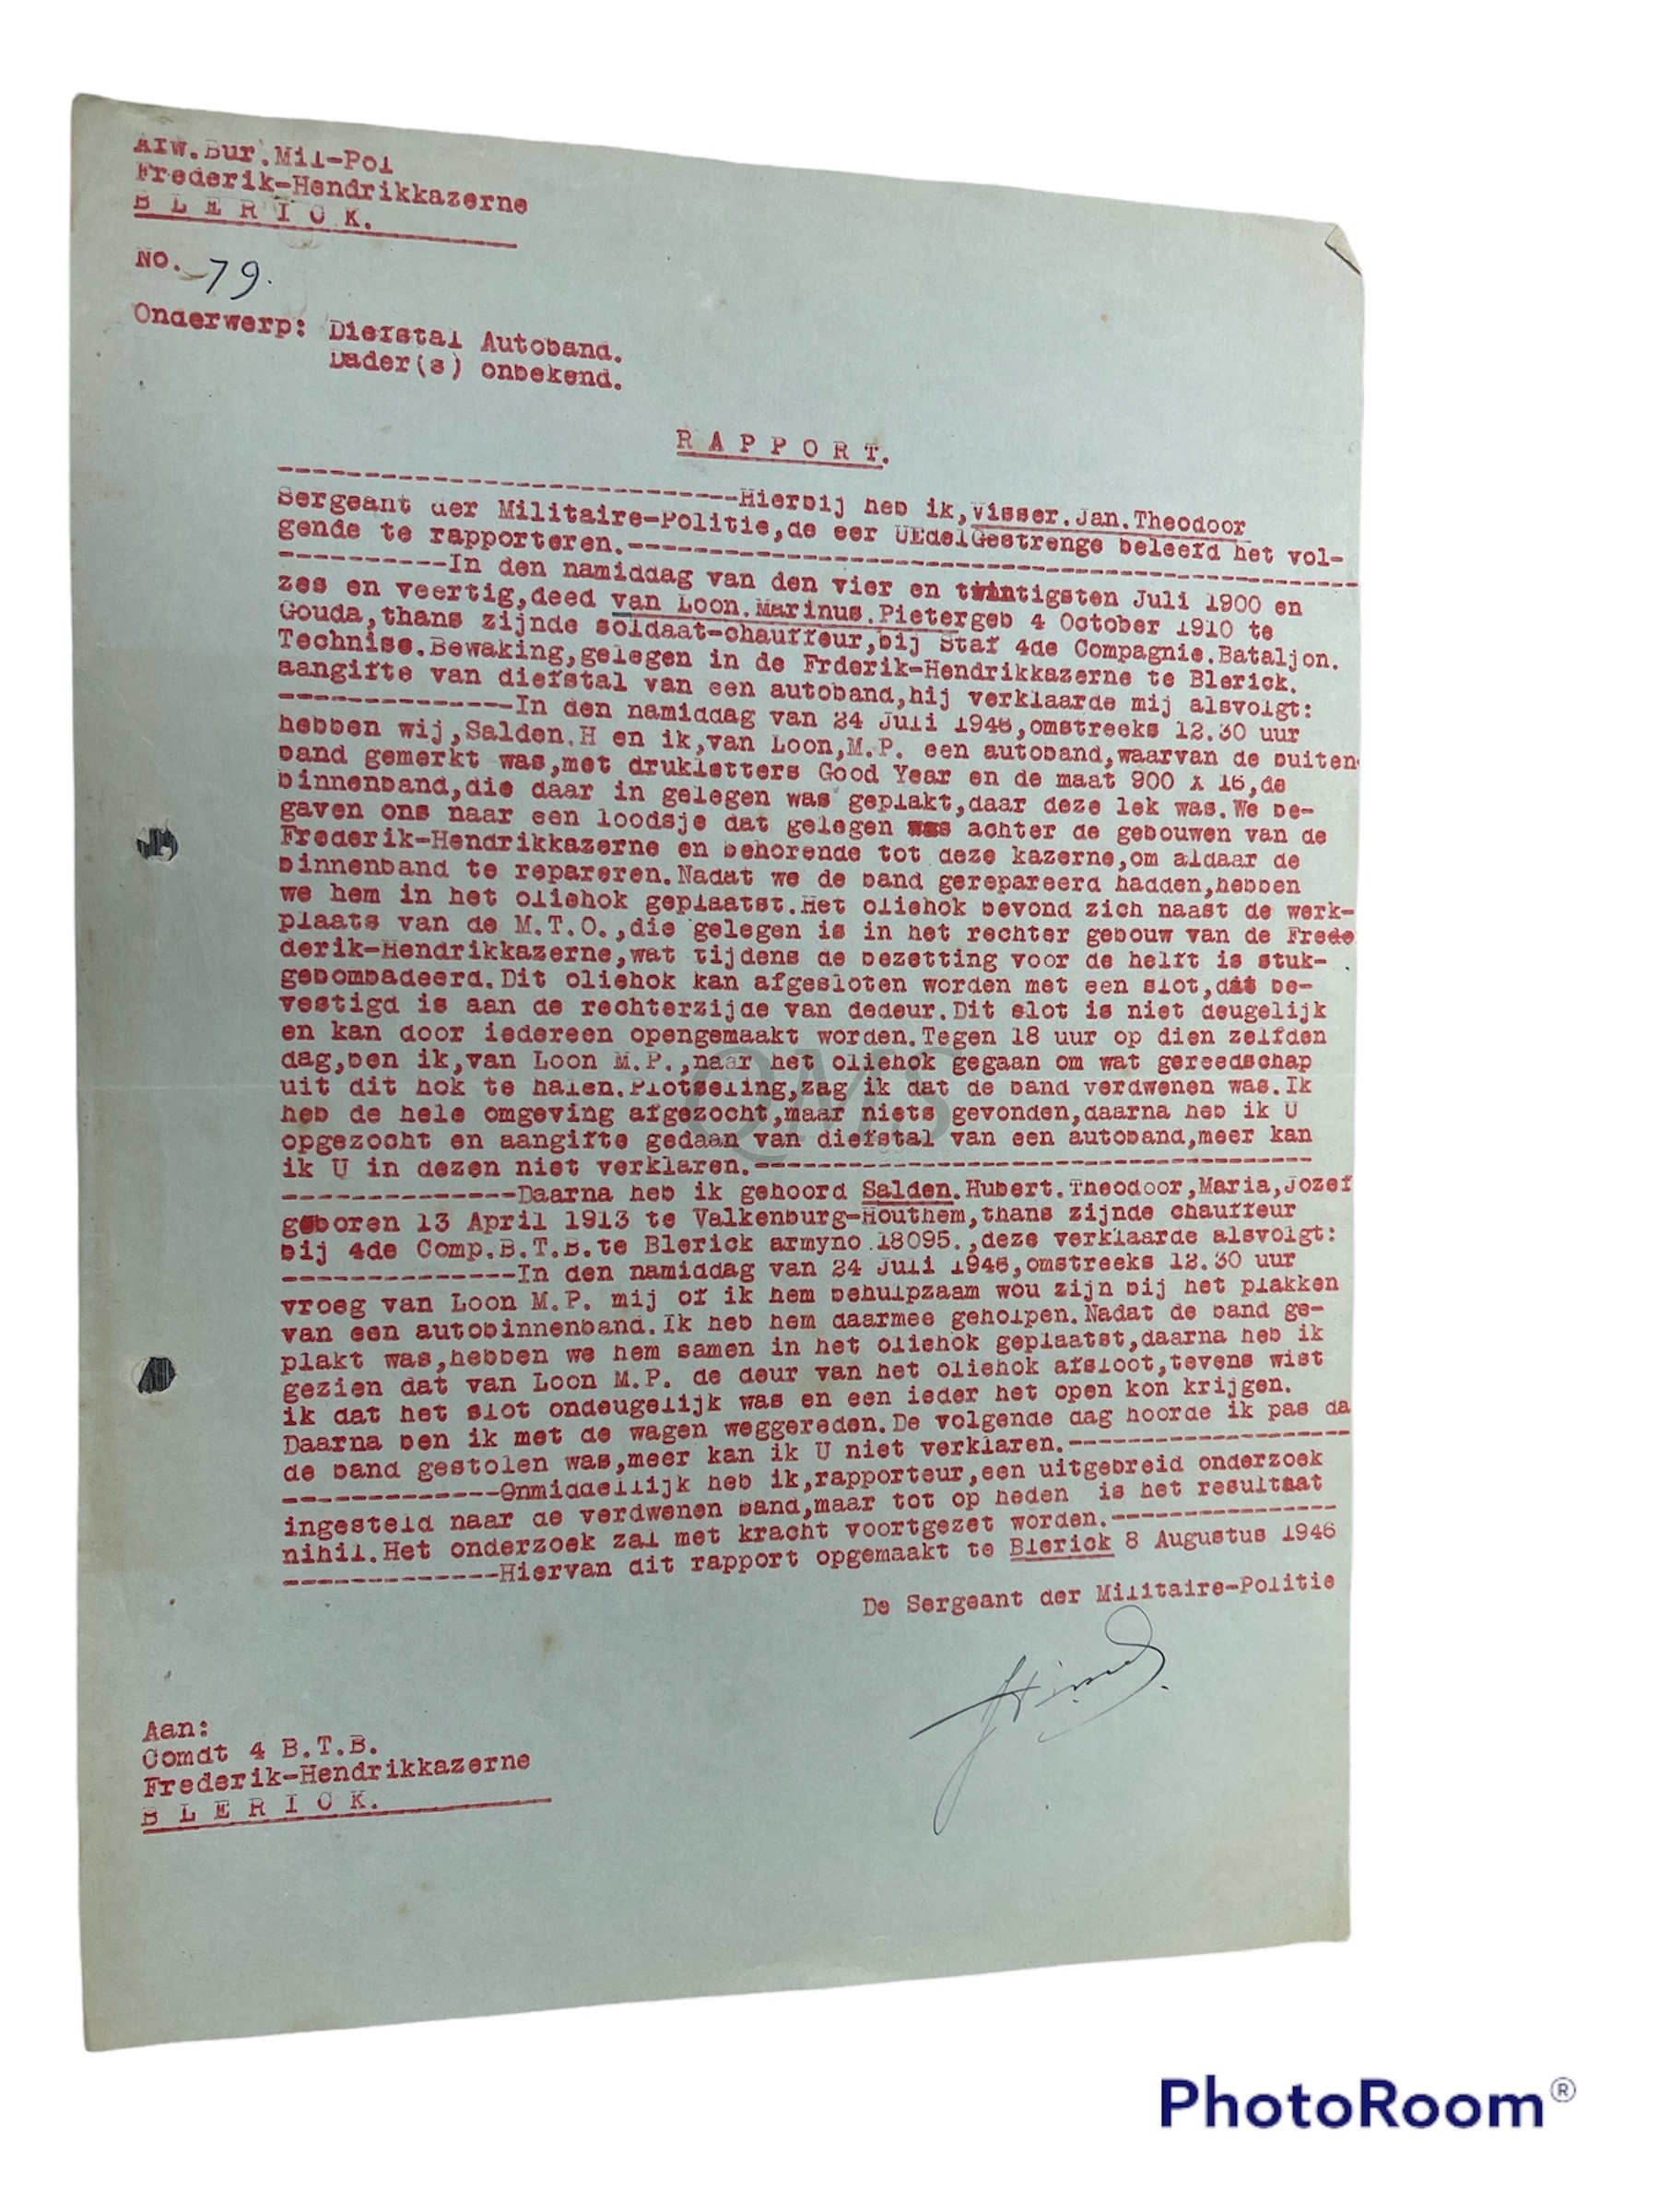 Afw.Bur.Mil-Pol
Frederik-Hendrikkazerne
B L E R I C K.
No. 79.
Onderwerp: Diefstal Autoband.
Dader(s) onbekend.
R A P P O R T.
--------------------------------Hierbij heb ik,Visser.Jan.Theodoor
Sergeant der Militaire-Politie,de eer UEdelGestrenge beleefd het vol-
gende te rapporteren.--------------------------------------------------
------------In den namiddag van den vier en twintigsten Juli 1900 en
zes en veertig,deed van Loon.Marinus.Pietergeb 4 October 1910 te
Gouda,thans zijnde soldaat-chauffeur,bij Staf 4de Compagnie.Bataljon.
Technise.Bewaking,gelegen in de Frderik-Hendrikkazerne te Blerick.
aangifte van diefstal van een autoband,hij verklaarde mij alsvolgt:
----------------In den namiddag van 24 Juli 1946,omstreeks 12.30 uur
hebben wij,Salden.H en ik,van Loon,M.P. een autoband,waarvan de buiten
band gemerkt was,met drukletters Good Year en de maat 900 X 16,de
binnenband,die daar in gelegen was geplakt,daar deze lek was.We be-
gaven ons naar een loodsje dat gelegen was achter de gebouwen van de
Frederik-Hendrikkazerne en behorende tot deze kazerne,om aldaar de
binnenband te repareren.Nadat we de band gerepareerd hadden,hebben
we hem in het oliehok geplaatst.Het oliehok bevond zich naast de werk-
plaats van de M.T.O.,die gelegen is in het rechter gebouw van de Frede
derik-Hendrikkazerne,wat tijdens de bezetting voor de helft is stuk-
gebombadeerd.Dit oliehok kan afgesloten worden met een slot,dat be-
vestigd is aan de rechterzijde van dedeur.Dit slot is niet deugelijk
en kan door iedereen opengemaakt worden.Tegen 18 uur op dien zelfden
dag,ben ik,van Loon M.P.,naar het oliehok gegaan om wat gereedschap
uit dit hok te halen.Plotseling,zag ik dat de band verdwenen was.Ik
heb de hele omgeving afgezocht,maar niets gevonden,daarna heb ik U
opgezocht en aangifte gedaan van diefstal van een autoband,meer kan
ik U in dezen niet verklaren.--------------------------------------
----------------Daarna heb ik gehoord Salden.Hubert.Theodoor,Maria,Jozef
geboren 13 April 1913 te Valkenburg-Houthem,thans zijnde chauffeur
bij 4de Comp.B.T.B.te Blerick armyno 18095.,deze verklaarde alsvolgt:
----------------In den namiddag van 24 Juli 1946,omstreeks 12.30 uur
vroeg van Loon M.P. mij of ik hem behulpzaam wou zijn bij het plakken
van een autobinnenband.Ik heb hem daarmee geholpen.Nadat de band ge-
plakt was,hebben we hem samen in het oliehok geplaatst,daarna heb ik
gezien dat van Loon M.P. de deur van het oliehok afsloot,tevens wist
ik dat het slot ondeugelijk was en een ieder het open kon krijgen.
Daarna ben ik met de wagen weggereden.De volgende dag hoorde ik pas da
de band gestolen was,meer kan ik U niet verklaren.-------------------
---------------Onmiddellijk heb ik,rapporteur,een uitgebreid onderzoek
ingesteld naar de verdwenen band,maar tot op heden is het resultaat
nihil.Het onderzoek zal met kracht voortgezet worden.---------------
---------------Hiervan dit rapport opgemaakt te Blerick 8 Augustus 1946
De Sergeant der Militaire-Politie
Aan:
Comdt 4 B.T.B.
Frederik-Hendrikkazerne
B L E R I C K.
QMS
PhotoRoom®